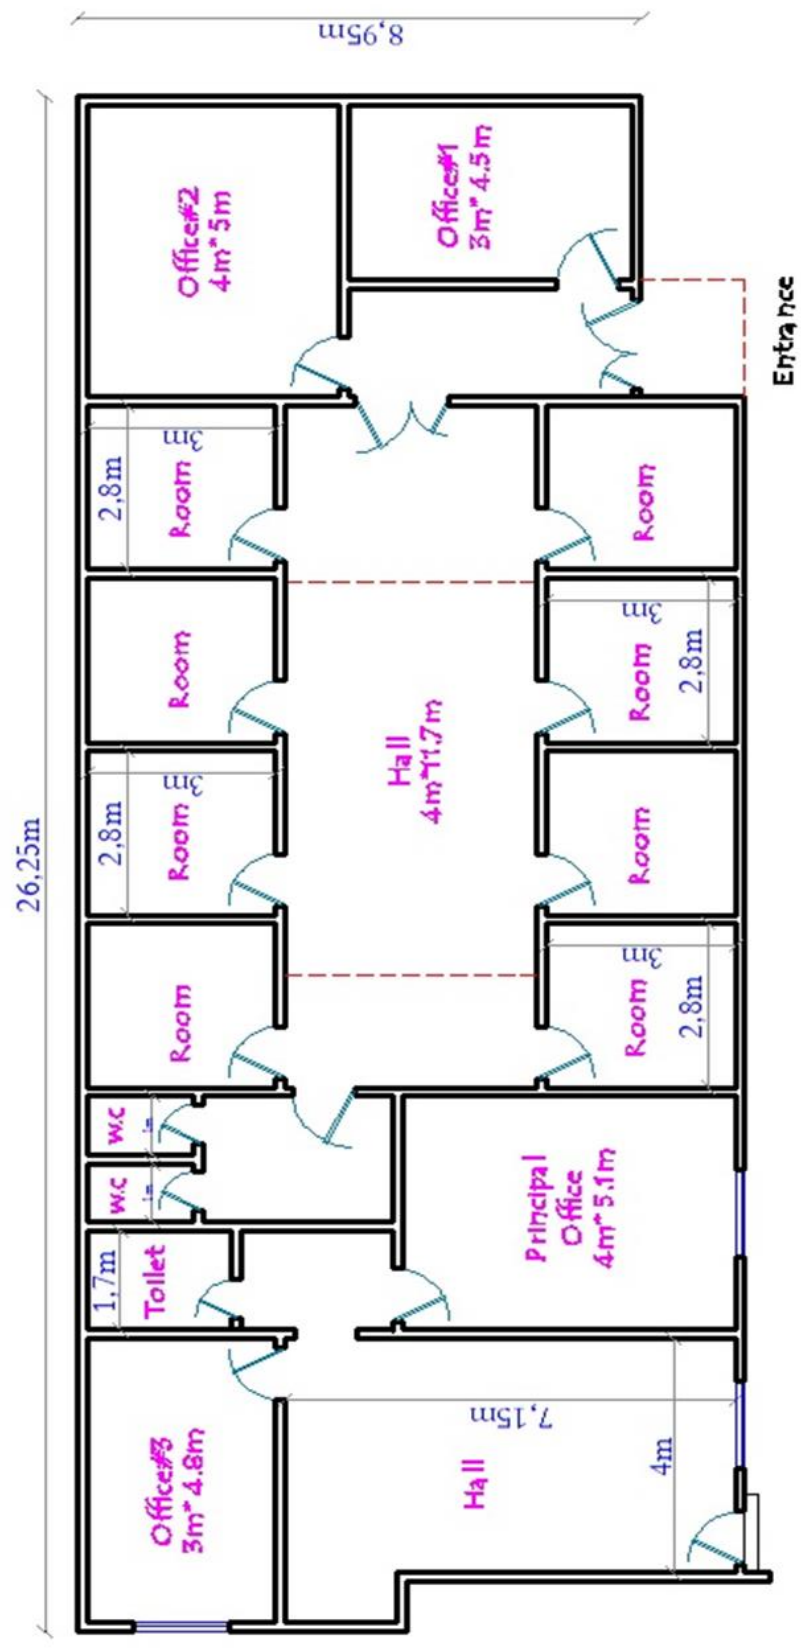 8,95m
Office#2
4m*5m
Office#1
3m*4.5m
Entrance
3m
2,8m
Room
Room
Room
3m
Room
2,8m
26,25m
Hall
4m*11.7m
3m
2,8m
Room
Room
Room
3m
Room
2,8m
W.C
W.C
Principal
Office
4m*5.1m
1,7m
Toilet
7,15m
Office#3
3m*4.8m
Hall
4m